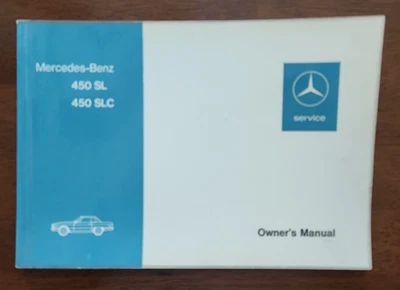 Mercedes-Benz
450 SL
450 SLC
service
Owner's Manual